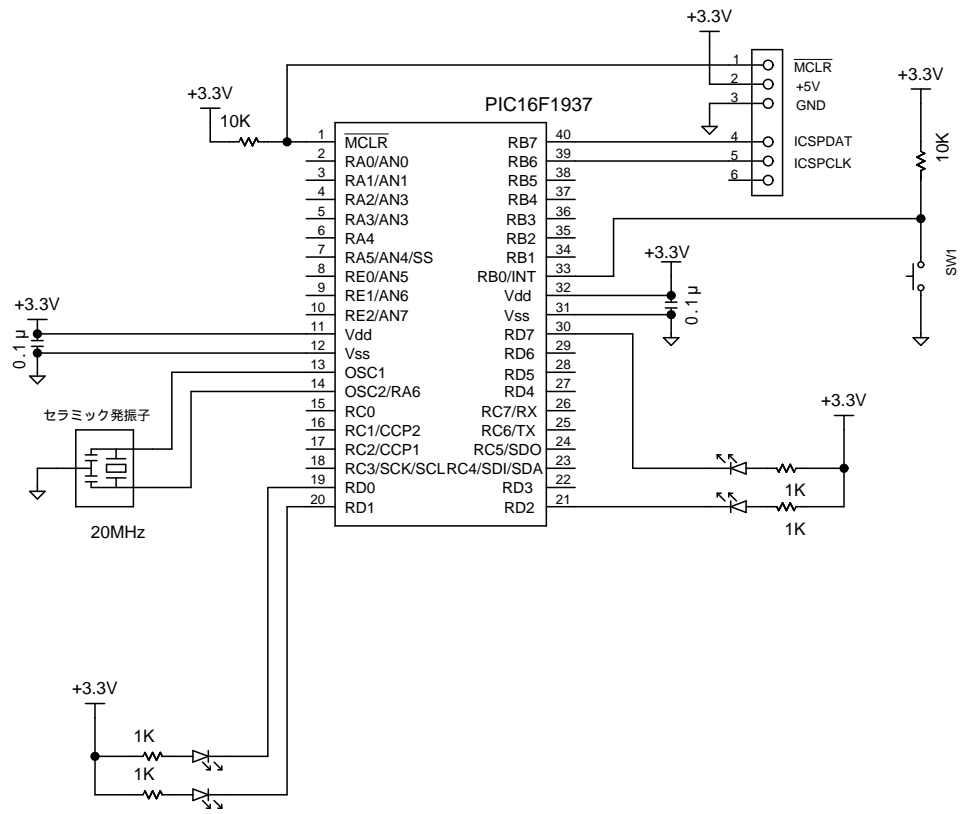 +3.3V
1
MCLR
2
+5V
3
GND
4
ICSPDAT
5
ICSPCLK
6
+3.3V
10K
SW1
+3.3V
10K
PIC16F1937
1 MCLR
2 RA0/AN0
3 RA1/AN1
4 RA2/AN3
5 RA3/AN3
6 RA4
7 RA5/AN4/SS
8 RE0/AN5
9 RE1/AN6
10 RE2/AN7
11 Vdd
12 Vss
13 OSC1
14 OSC2/RA6
15 RC0
16 RC1/CCP2
17 RC2/CCP1
18 RC3/SCK/SCL
19 RD0
20 RD1
RB7 40
RB6 39
RB5 38
RB4 37
RB3 36
RB2 35
RB1 34
RB0/INT 33
Vdd 32
Vss 31
RD7 30
RD6 29
RD5 28
RD4 27
RC7/RX 26
RC6/TX 25
RC5/SDO 24
RC4/SDI/SDA 23
RD3 22
RD2 21
+3.3V
0.1μ
+3.3V
0.1μ
セラミック発振子
20MHz
+3.3V
1K
1K
+3.3V
1K
1K